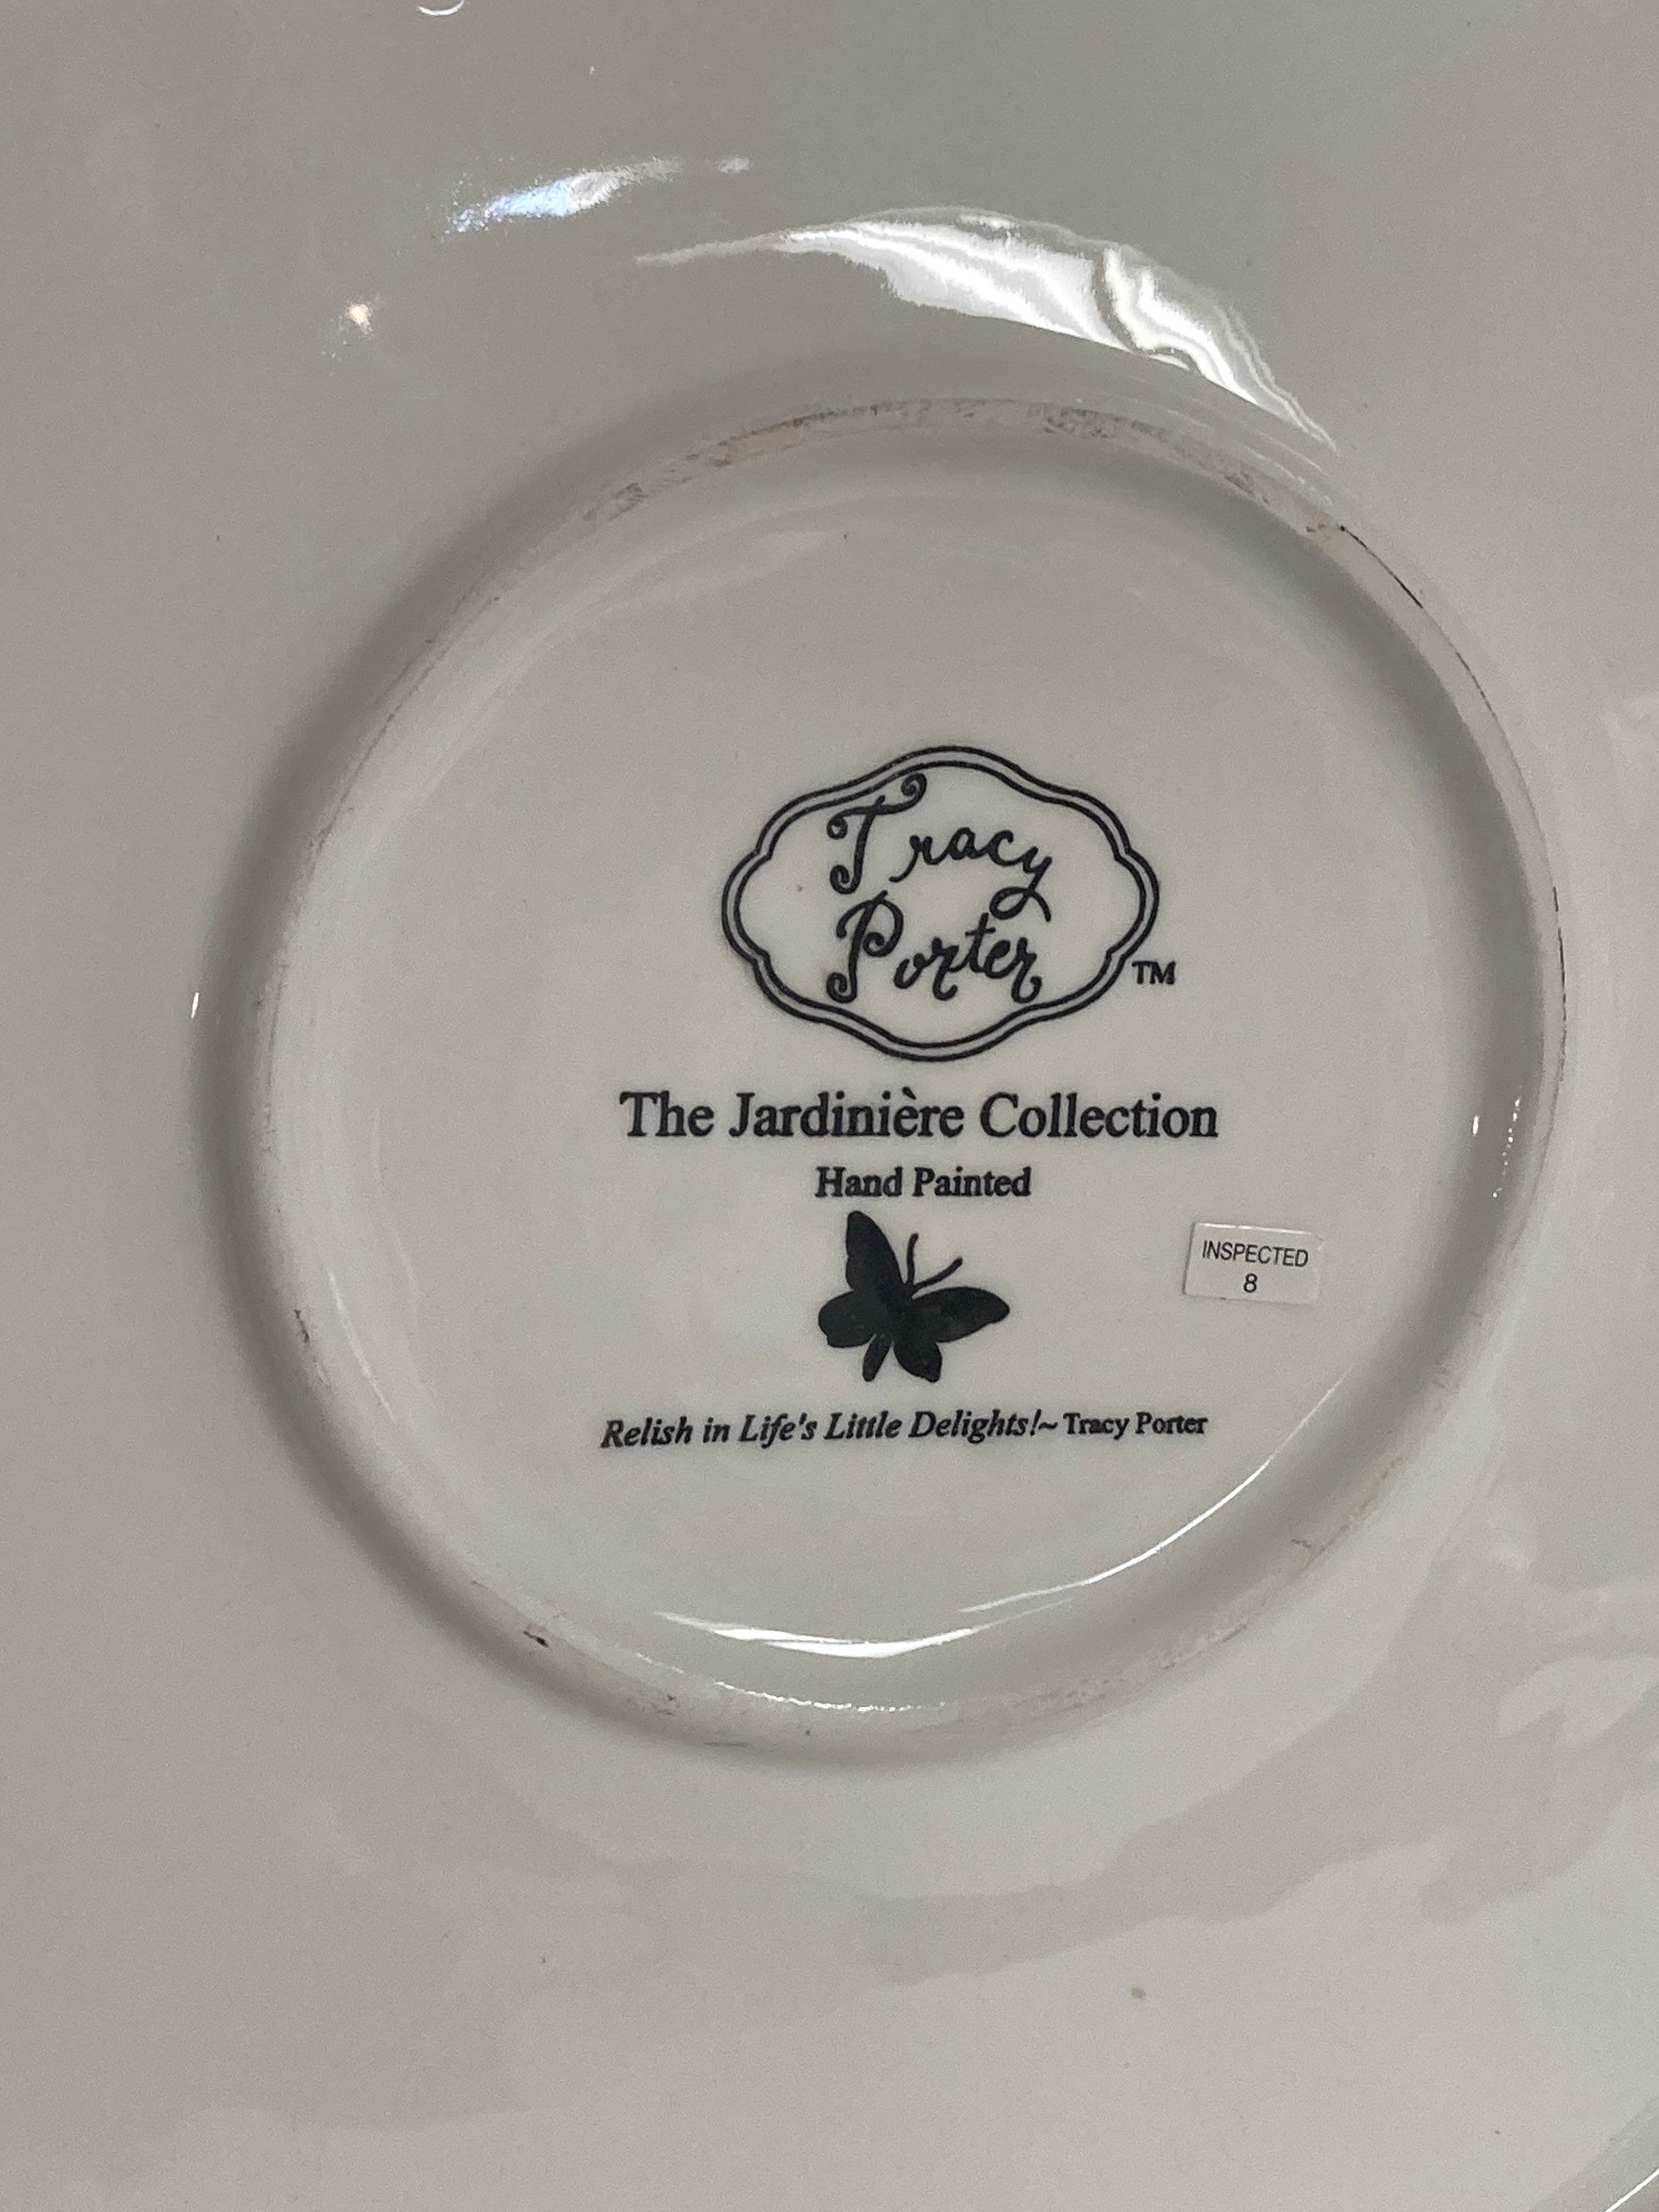 Tracy
Porter
TM
The Jardinière Collection
Hand Painted
INSPECTED
8
Relish in Life's Little Delights!~ Tracy Porter